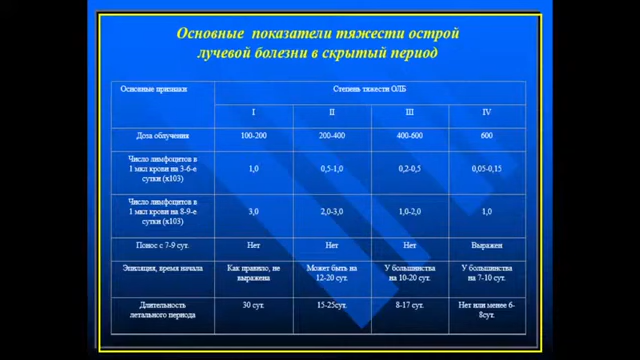 Основные показатели тяжести острой
лучевой болезни в скрытый период
Основные признаки
Степень тяжести ОЛБ
I II III IV
Доза облучения 100-200 200-400 400-600 600
Число лимфоцитов в
1 мкл крови на 3-6-е
сутки (х103)
1,0 0,5-1,0 0,2-0,5 0,05-0,15
Число лимфоцитов в
1 мкл крови на 8-9-е
сутки (х103)
3,0 2,0-3,0 1,0-2,0 1,0
Понос с 7-9 сут. Нет Нет Нет Выражен
Эпиляция, время начала
Как правило, не
выражена
Может быть на
12-20 сут.
У большинства
на 10-20 сут.
У большинства
на 7-10 сут.
Длительность
летального периода
30 сут. 15-25сут. 8-17 сут.
Нет или менее 6-
8сут.